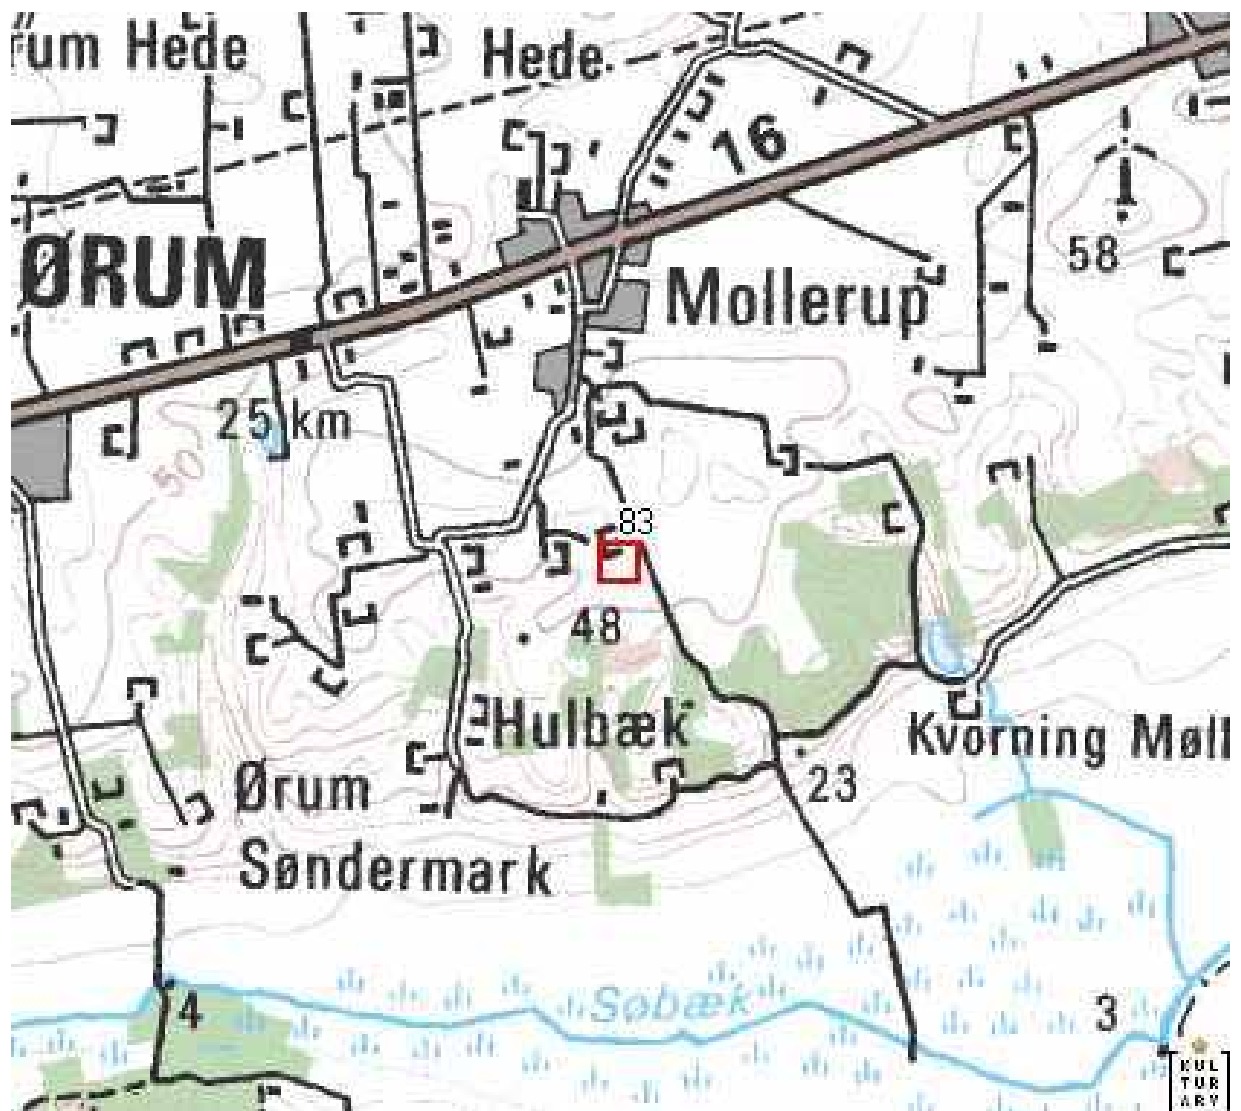 rum Hede
Hede
16
58
ØRUM
Mollerup
25 km
50
83
48
Hulbæk
Kvorning Møll
23
Ørum
Søndermark
Søbæk
4
3
KUL
TUR
ARV